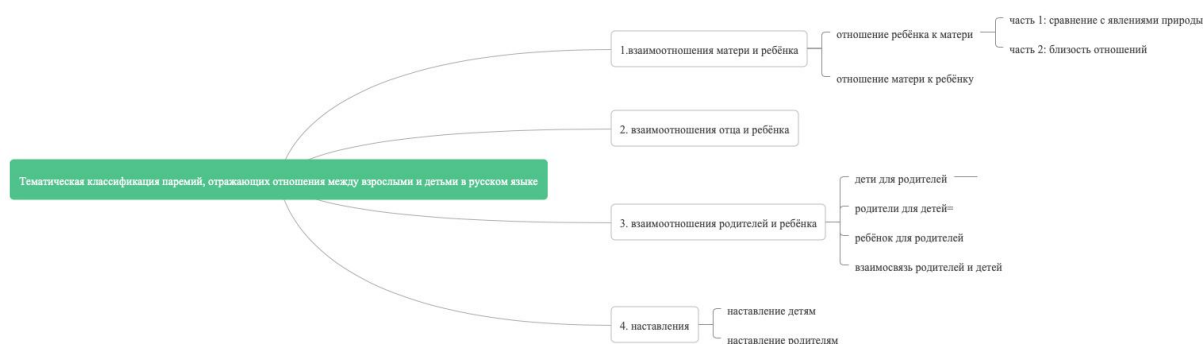 Тематическая классификация паремий, отражающих отношения между взрослыми и детьми в русском языке
1.взаимоотношения матери и ребёнка
отношение ребёнка к матери
часть 1: сравнение с явлениями природы
часть 2: близость отношений
отношение матери к ребёнку
2. взаимоотношения отца и ребёнка
3. взаимоотношения родителей и ребёнка
дети для родителей
родители для детей=
ребёнок для родителей
взаимосвязь родителей и детей
4. наставления
наставление детям
наставление родителям